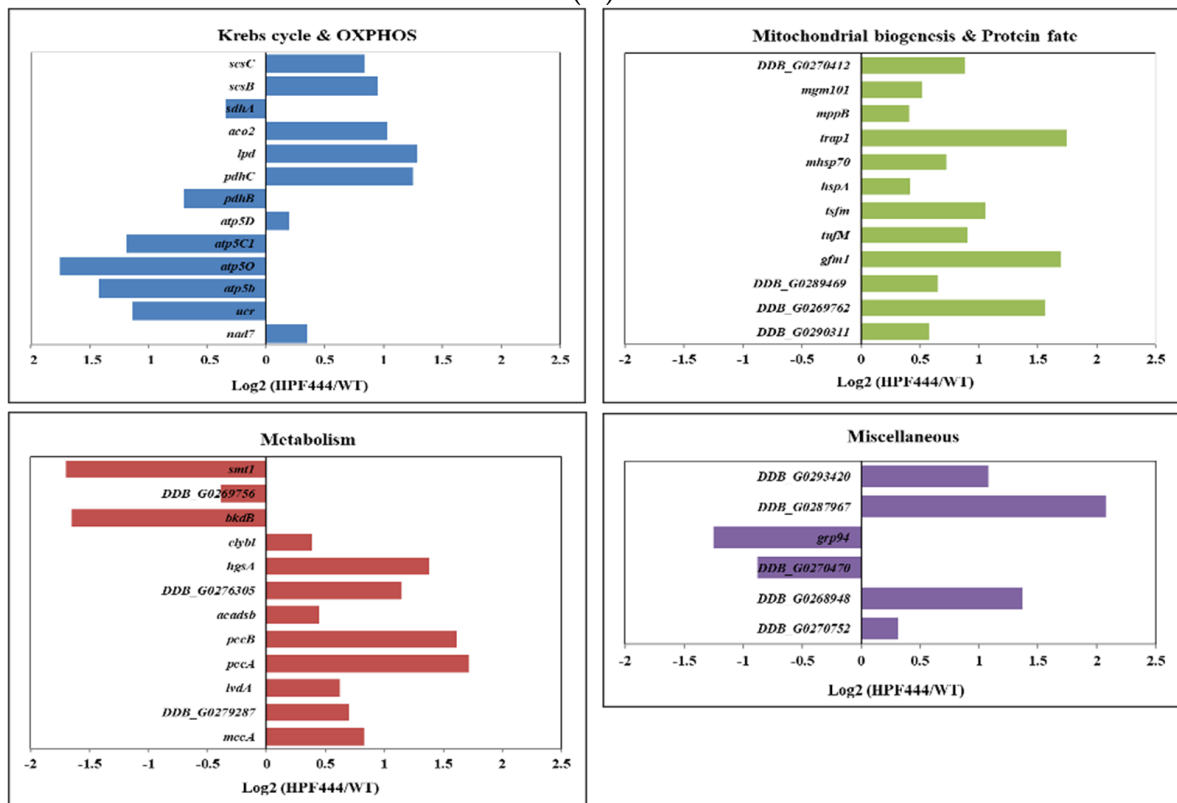 Krebs cycle & OXPHOS
scsC
scsB
sdhA
aco2
lpd
pdhC
pdhB
atp5D
atp5C1
atp5O
atp5b
ucr
nad7
2 1.5 1 0.5 0 0.5 1 1.5 2 2.5
Log2 (HPF444/WT)
Mitochondrial biogenesis & Protein fate
DDB_G0270412
mgm101
mppB
trap1
mhsp70
hspA
tsfm
tufM
gfm1
DDB_G0289469
DDB_G0269762
DDB_G0290311
-2 -1.5 -1 -0.5 0 0.5 1 1.5 2 2.5
Log2 (HPF444/WT)
Metabolism
smt1
DDB_G0269756
bkdB
clybl
hgsA
DDB_G0276305
acadsb
pccB
pccA
lvdA
DDB_G0279287
mccA
-2 -1.5 -1 -0.5 0 0.5 1 1.5 2 2.5
Log2 (HPF444/WT)
Miscellaneous
DDB_G0293420
DDB_G0287967
grp94
DDB_G0270470
DDB_G0268948
DDB_G0270752
-2 -1.5 -1 -0.5 0 0.5 1 1.5 2 2.5
Log2 (HPF444/WT)